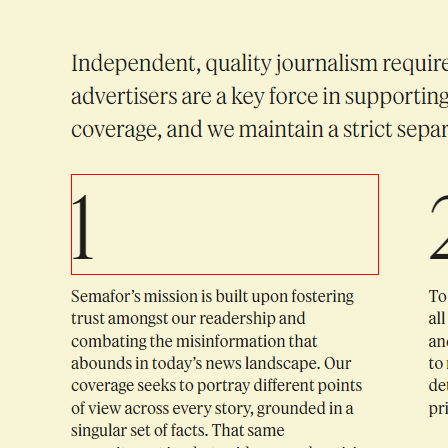 Independent, quality journalism require
advertisers are a key force in supporting
coverage, and we maintain a strict separ
1
Semafor’s mission is built upon fostering
trust amongst our readership and
combating the misinformation that
abounds in today’s news landscape. Our
coverage seeks to portray different points
of view across every story, grounded in a
singular set of facts. That same
2
To
all
and
to
det
pri